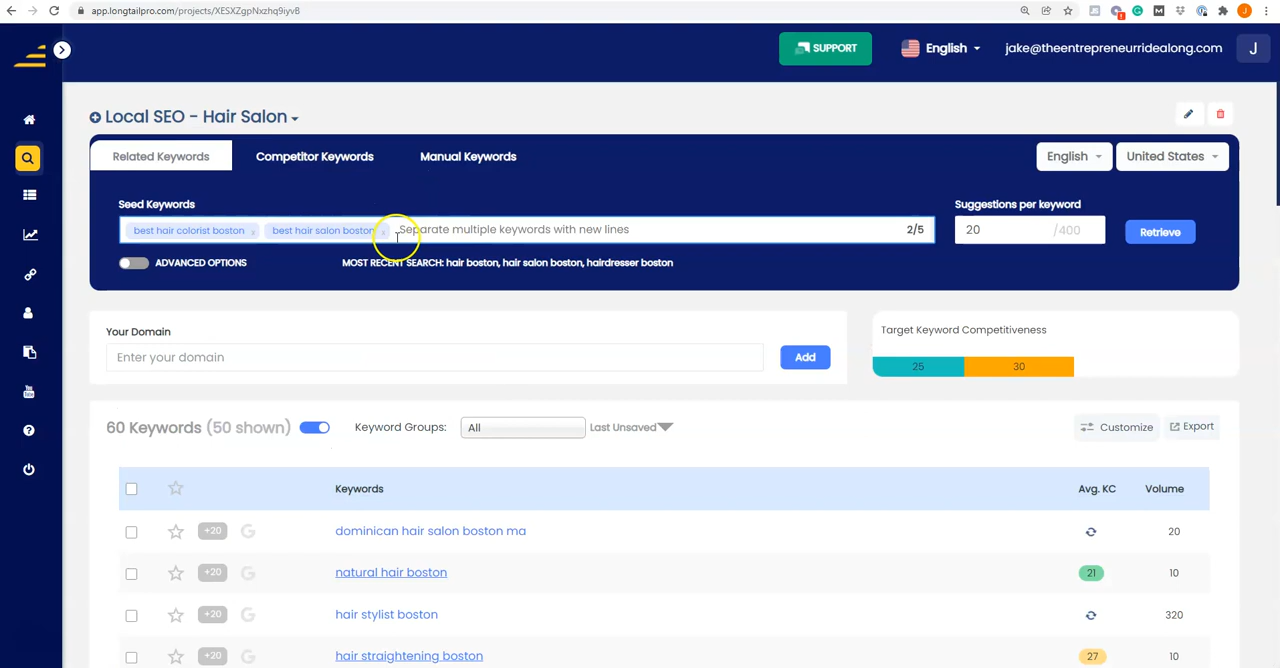 app.longtailpro.com/projects/XESXZgpNxzhq9iyvB
SUPPORT
English
jake@theentrepreneurridealong.com
J
Local SEO - Hair Salon
Related Keywords
Competitor Keywords
Manual Keywords
English
United States
Seed Keywords
Suggestions per keyword
best hair colorist boston x
best hair salon boston x
Separate multiple keywords with new lines
2/5
20
/400
Retrieve
ADVANCED OPTIONS
MOST RECENT SEARCH: hair boston, hair salon boston, hairdresser boston
Your Domain
Enter your domain
Add
Target Keyword Competitiveness
25
30
60 Keywords (50 shown)
Keyword Groups:
All
Last Unsaved
Customize
Export
Keywords
Avg. KC
Volume
+20
dominican hair salon boston ma
20
+20
natural hair boston
21
10
+20
hair stylist boston
320
+20
hair straightening boston
27
10